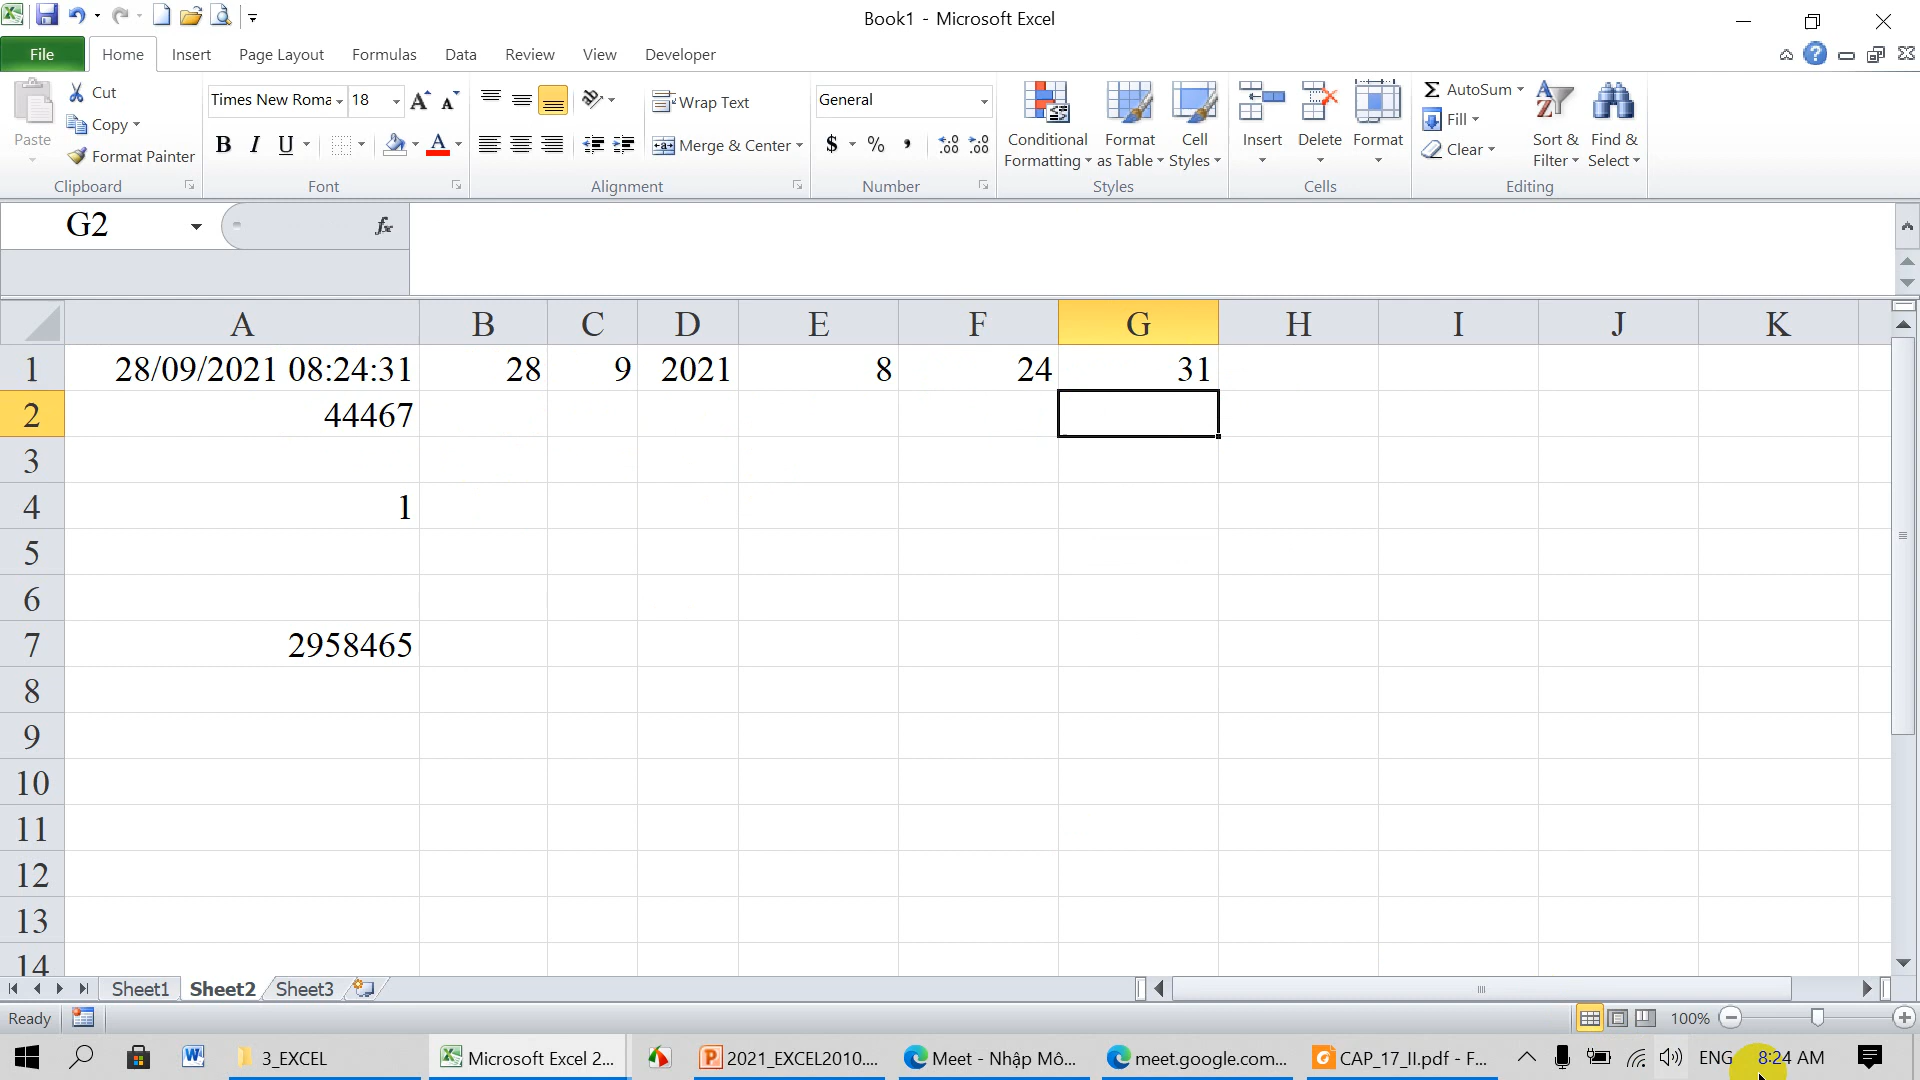 Book1 - Microsoft Excel
File Home Insert Page Layout Formulas Data Review View Developer
Paste
Cut
Copy
Format Painter
Clipboard
Times New Roma 18
B I U
Font
Wrap Text
Merge & Center
Alignment
General
$ % ,
Number
Conditional Formatting
Format as Table
Cell Styles
Styles
Insert
Delete
Format
Cells
Σ AutoSum
Fill
Clear
Sort & Filter
Find & Select
Editing
G2 fx
A B C D E F G H I J K
1 28/09/2021 08:24:31 28 9 2021 8 24 31
2 44467
3
4 1
5
6
7 2958465
8
9
10
11
12
13
14
Sheet1 Sheet2 Sheet3
Ready 100%
3_EXCEL Microsoft Excel 2... 2021_EXCEL2010.... Meet - Nhập Mô... meet.google.com... CAP_17_II.pdf - F... ENG 8:24 AM